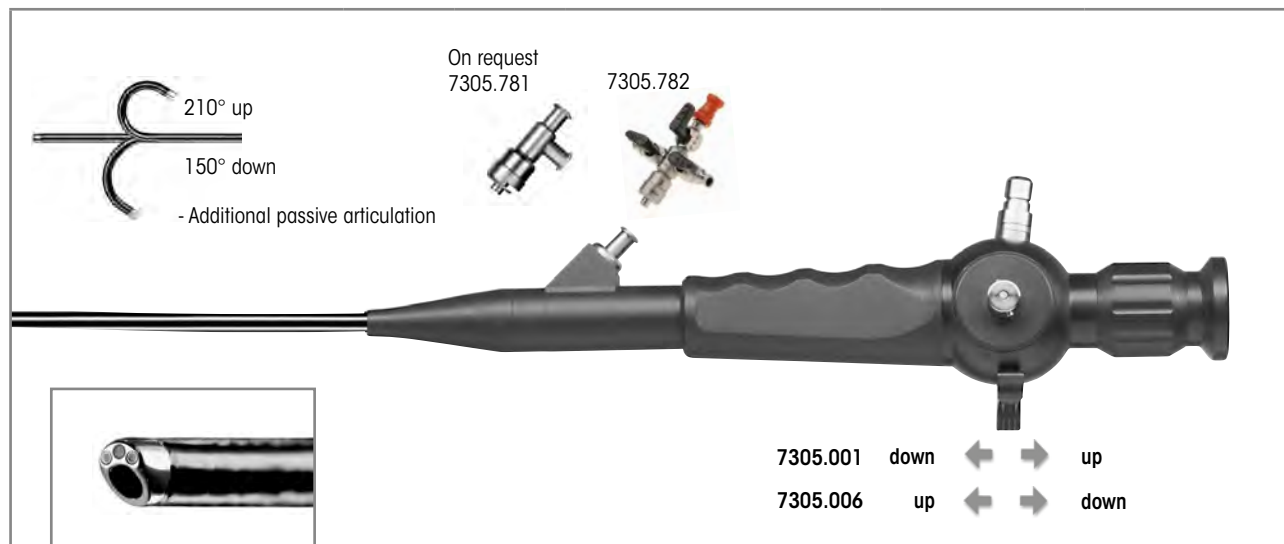 On request
7305.781
7305.782
210° up
150° down
- Additional passive articulation
7305.001 down up
7305.006 up down